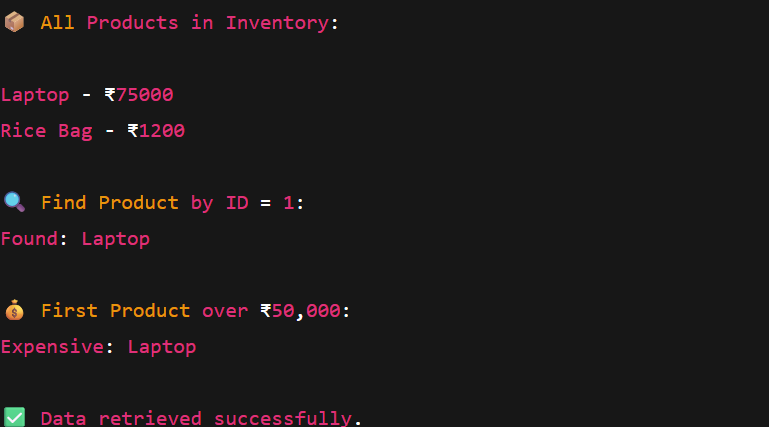 📦 All Products in Inventory:
Laptop - ₹75000
Rice Bag - ₹1200
🔍 Find Product by ID = 1:
Found: Laptop
💰 First Product over ₹50,000:
Expensive: Laptop
✅ Data retrieved successfully.